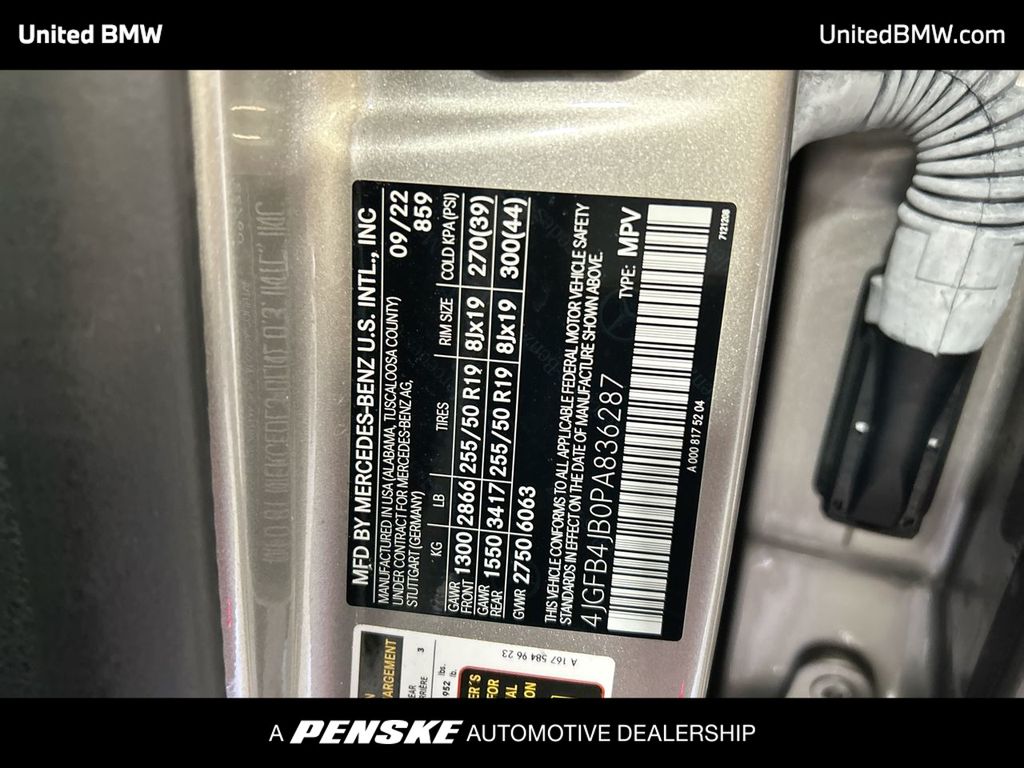 United BMW
UnitedBMW.com
MFD BY MERCEDES-BENZ U.S. INTL., INC
MANUFACTURED IN USA (ALABAMA, TUSCALOOSA COUNTY)
UNDER CONTRACT FOR MERCEDES-BENZ AG,
STUTTGART (GERMANY)
09/22
859
KG LB TIRES RIM SIZE COLD KPA (PSI)
GAWR FRONT 1300 2866 255/50 R19 8Jx19 270(39)
GAWR REAR 1550 3417 255/50 R19 8Jx19 300(44)
GVWR 2750 6063
THIS VEHICLE CONFORMS TO ALL APPLICABLE FEDERAL MOTOR VEHICLE SAFETY
STANDARDS IN EFFECT ON THE DATE OF MANUFACTURE SHOWN ABOVE.
4JGFB4JB0PA836287 TYPE: MPV
A 000 817 52 04
7121208
A 167 584 96 23
A PENSKE AUTOMOTIVE DEALERSHIP